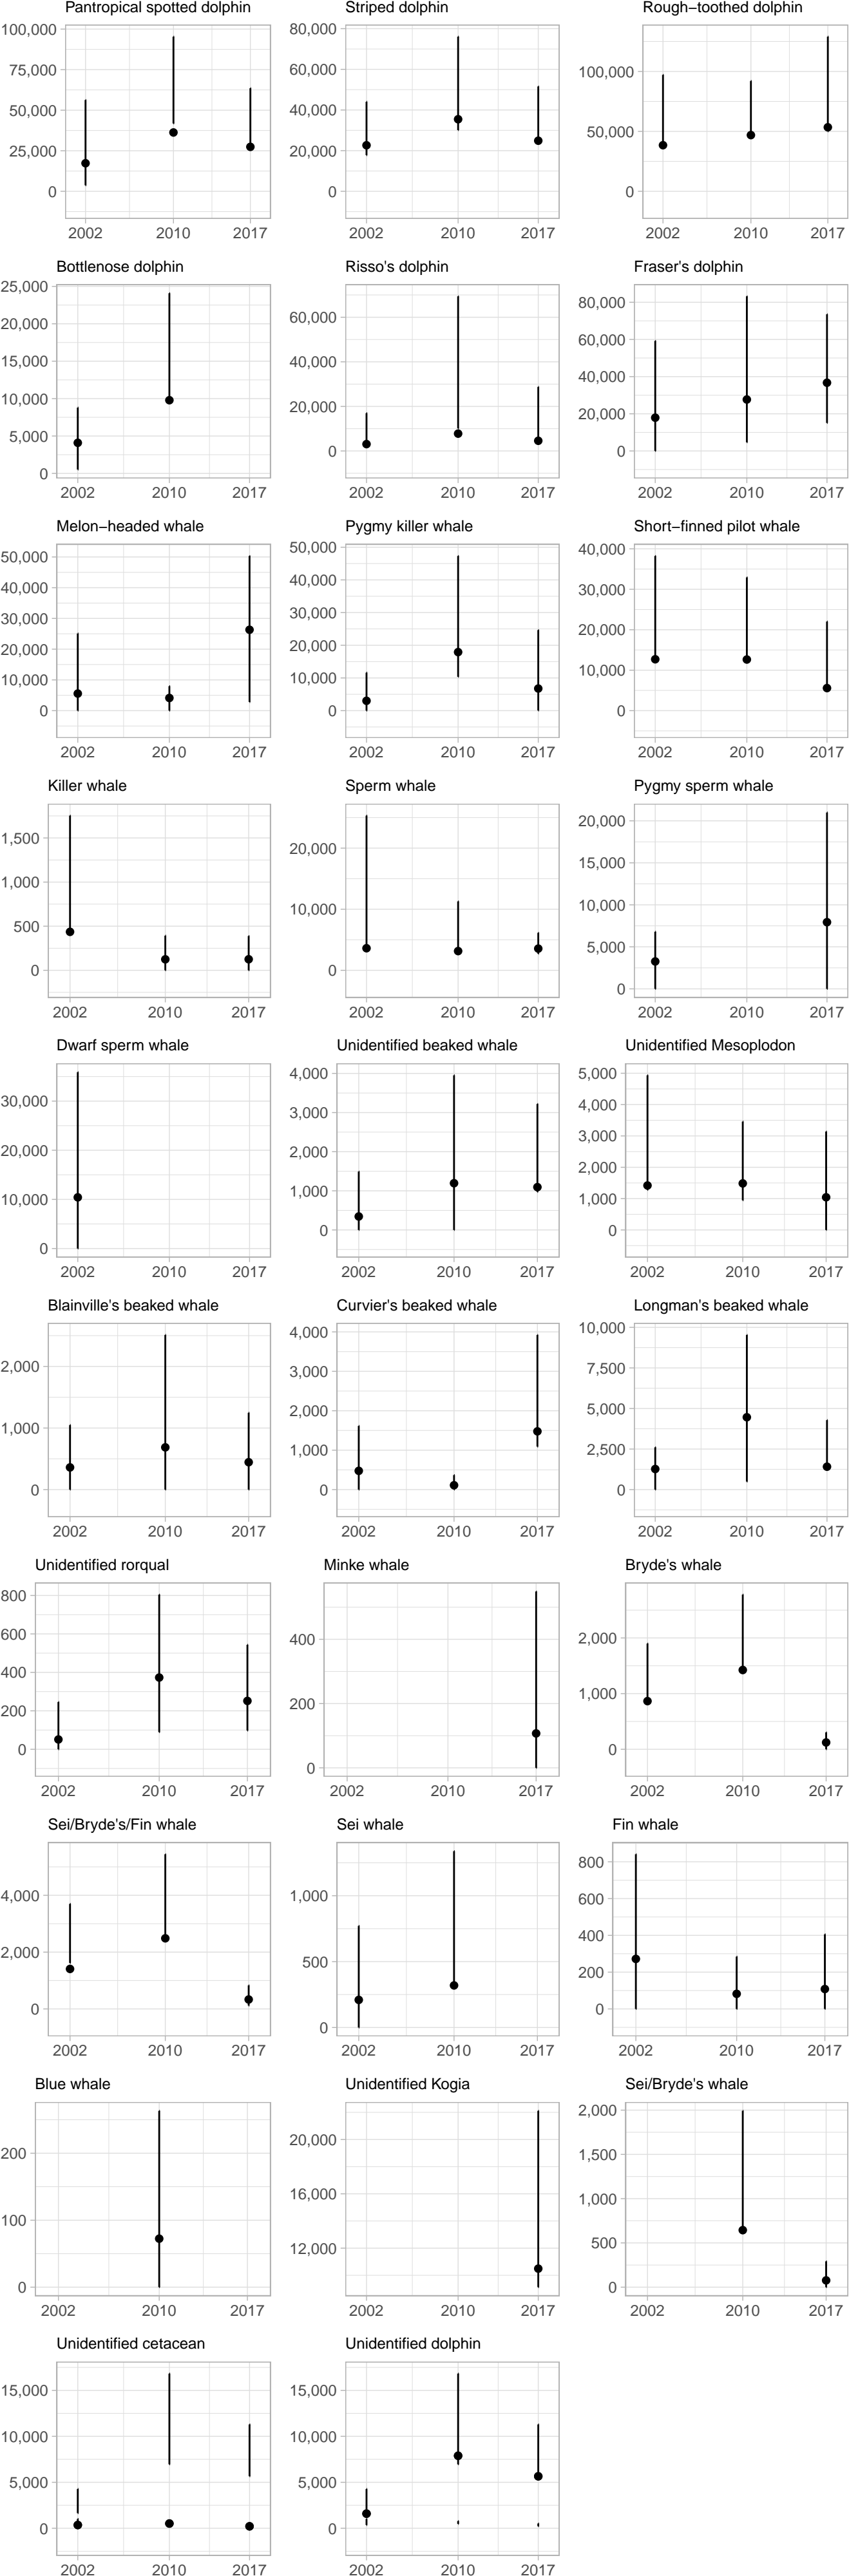 Pantropical spotted dolphin
100,000
75,000
50,000
25,000
0
2002 2010 2017
Striped dolphin
80,000
60,000
40,000
20,000
0
2002 2010 2017
Rough−toothed dolphin
100,000
50,000
0
2002 2010 2017
Bottlenose dolphin
25,000
20,000
15,000
10,000
5,000
0
2002 2010 2017
Risso's dolphin
60,000
40,000
20,000
0
2002 2010 2017
Fraser's dolphin
80,000
60,000
40,000
20,000
0
2002 2010 2017
Melon−headed whale
50,000
40,000
30,000
20,000
10,000
0
2002 2010 2017
Pygmy killer whale
50,000
40,000
30,000
20,000
10,000
0
2002 2010 2017
Short−finned pilot whale
40,000
30,000
20,000
10,000
0
2002 2010 2017
Killer whale
1,500
1,000
500
0
2002 2010 2017
Sperm whale
20,000
10,000
0
2002 2010 2017
Pygmy sperm whale
20,000
15,000
10,000
5,000
0
2002 2010 2017
Dwarf sperm whale
30,000
20,000
10,000
0
2002 2010 2017
Unidentified beaked whale
4,000
3,000
2,000
1,000
0
2002 2010 2017
Unidentified Mesoplodon
5,000
4,000
3,000
2,000
1,000
0
2002 2010 2017
Blainville's beaked whale
2,000
1,000
0
2002 2010 2017
Curvier's beaked whale
4,000
3,000
2,000
1,000
0
2002 2010 2017
Longman's beaked whale
10,000
7,500
5,000
2,500
0
2002 2010 2017
Unidentified rorqual
800
600
400
200
0
2002 2010 2017
Minke whale
400
200
0
2002 2010 2017
Bryde's whale
2,000
1,000
0
2002 2010 2017
Sei/Bryde's/Fin whale
4,000
2,000
0
2002 2010 2017
Sei whale
1,000
500
0
2002 2010 2017
Fin whale
800
600
400
200
0
2002 2010 2017
Blue whale
200
100
0
2002 2010 2017
Unidentified Kogia
20,000
16,000
12,000
2002 2010 2017
Sei/Bryde's whale
2,000
1,500
1,000
500
0
2002 2010 2017
Unidentified cetacean
15,000
10,000
5,000
0
2002 2010 2017
Unidentified dolphin
15,000
10,000
5,000
0
2002 2010 2017